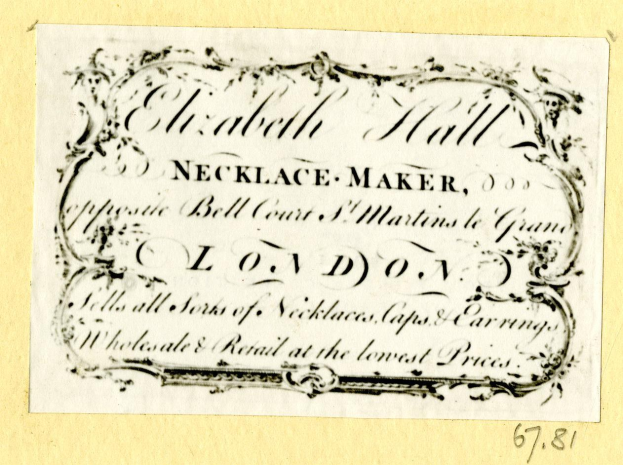 Elizabeth Hall
NECKLACE·MAKER,
opposite Bell Court St. Martins le Grand
LONDON.
Sells all Sorts of Necklaces, Caps & Earrings
Wholesale & Retail at the lowest Prices.
67.81